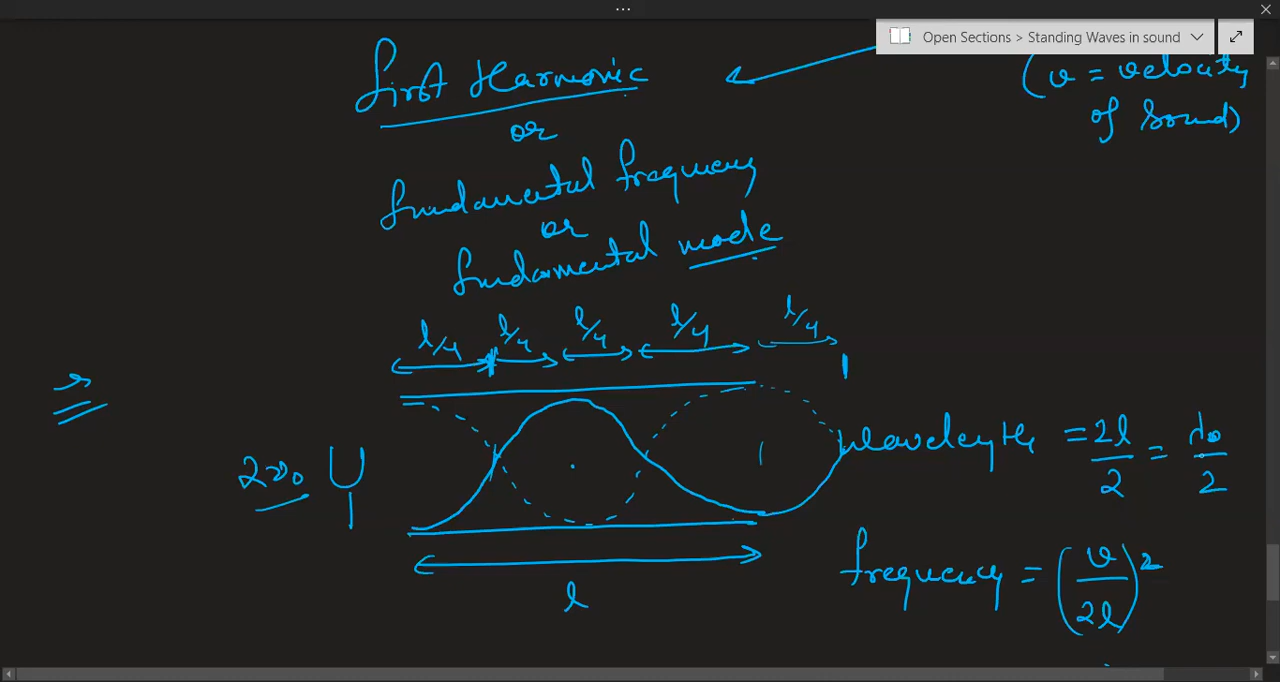 ...
Open Sections > Standing Waves in sound
First Harmonic
or
fundamental frequency
or
fundamental mode
(v = velocity
of sound)
l/4 l/4 l/4 l/4 l/4
2ν₀
wavelength = 2l/2 = λ₀/2
l
frequency = (v/2l)2